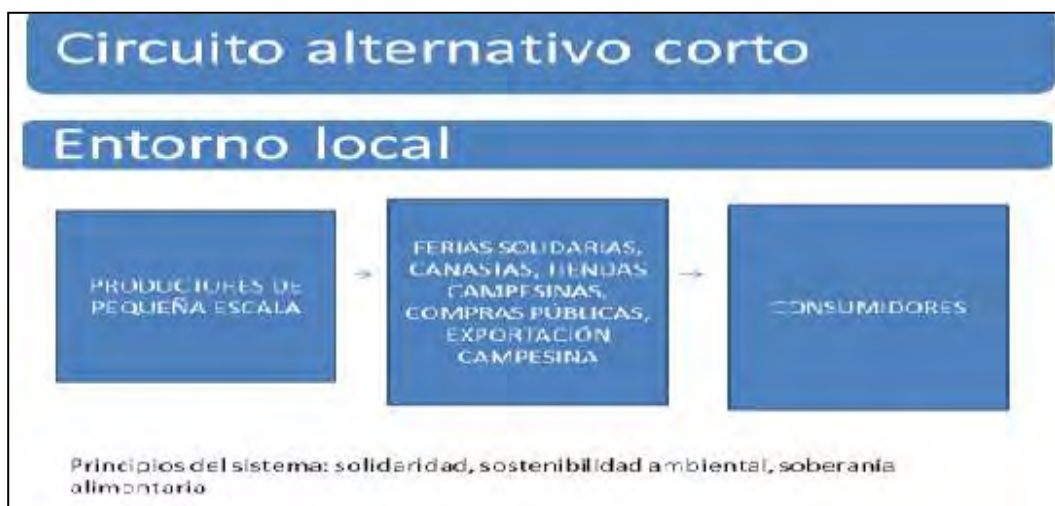 Circuito alternativo corto
Entorno local
PRODUCTORES DE
PEQUEÑA ESCALA
FERIAS SOLIDARIAS,
CANASTAS, TIENDAS
CAMPESINAS,
COMPRAS PÚBLICAS,
EXPORTACIÓN
CAMPESINA
CONSUMIDORES
Principios del sistema: solidaridad, sostenibilidad ambiental, soberanía
alimentaria